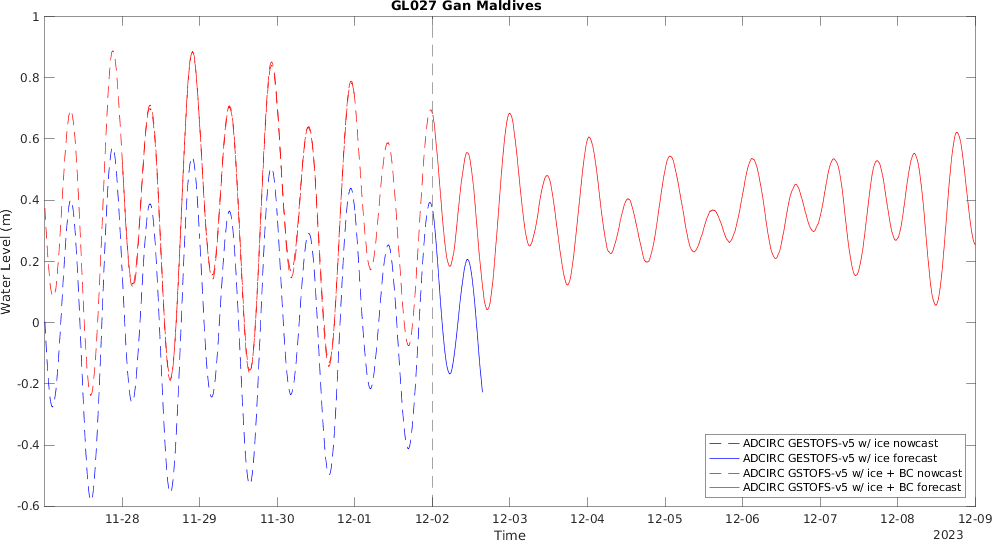 GL027 Gan Maldives
Water Level (m)
1
0.8
0.6
0.4
0.2
0
-0.2
-0.4
-0.6
ADCIRC GESTOFS-v5 w/ ice nowcast
ADCIRC GESTOFS-v5 w/ ice forecast
ADCIRC GSTOFS-v5 w/ ice + BC nowcast
ADCIRC GSTOFS-v5 w/ ice + BC forecast
11-28 11-29 11-30 12-01 12-02 12-03 12-04 12-05 12-06 12-07 12-08 12-09
Time
2023